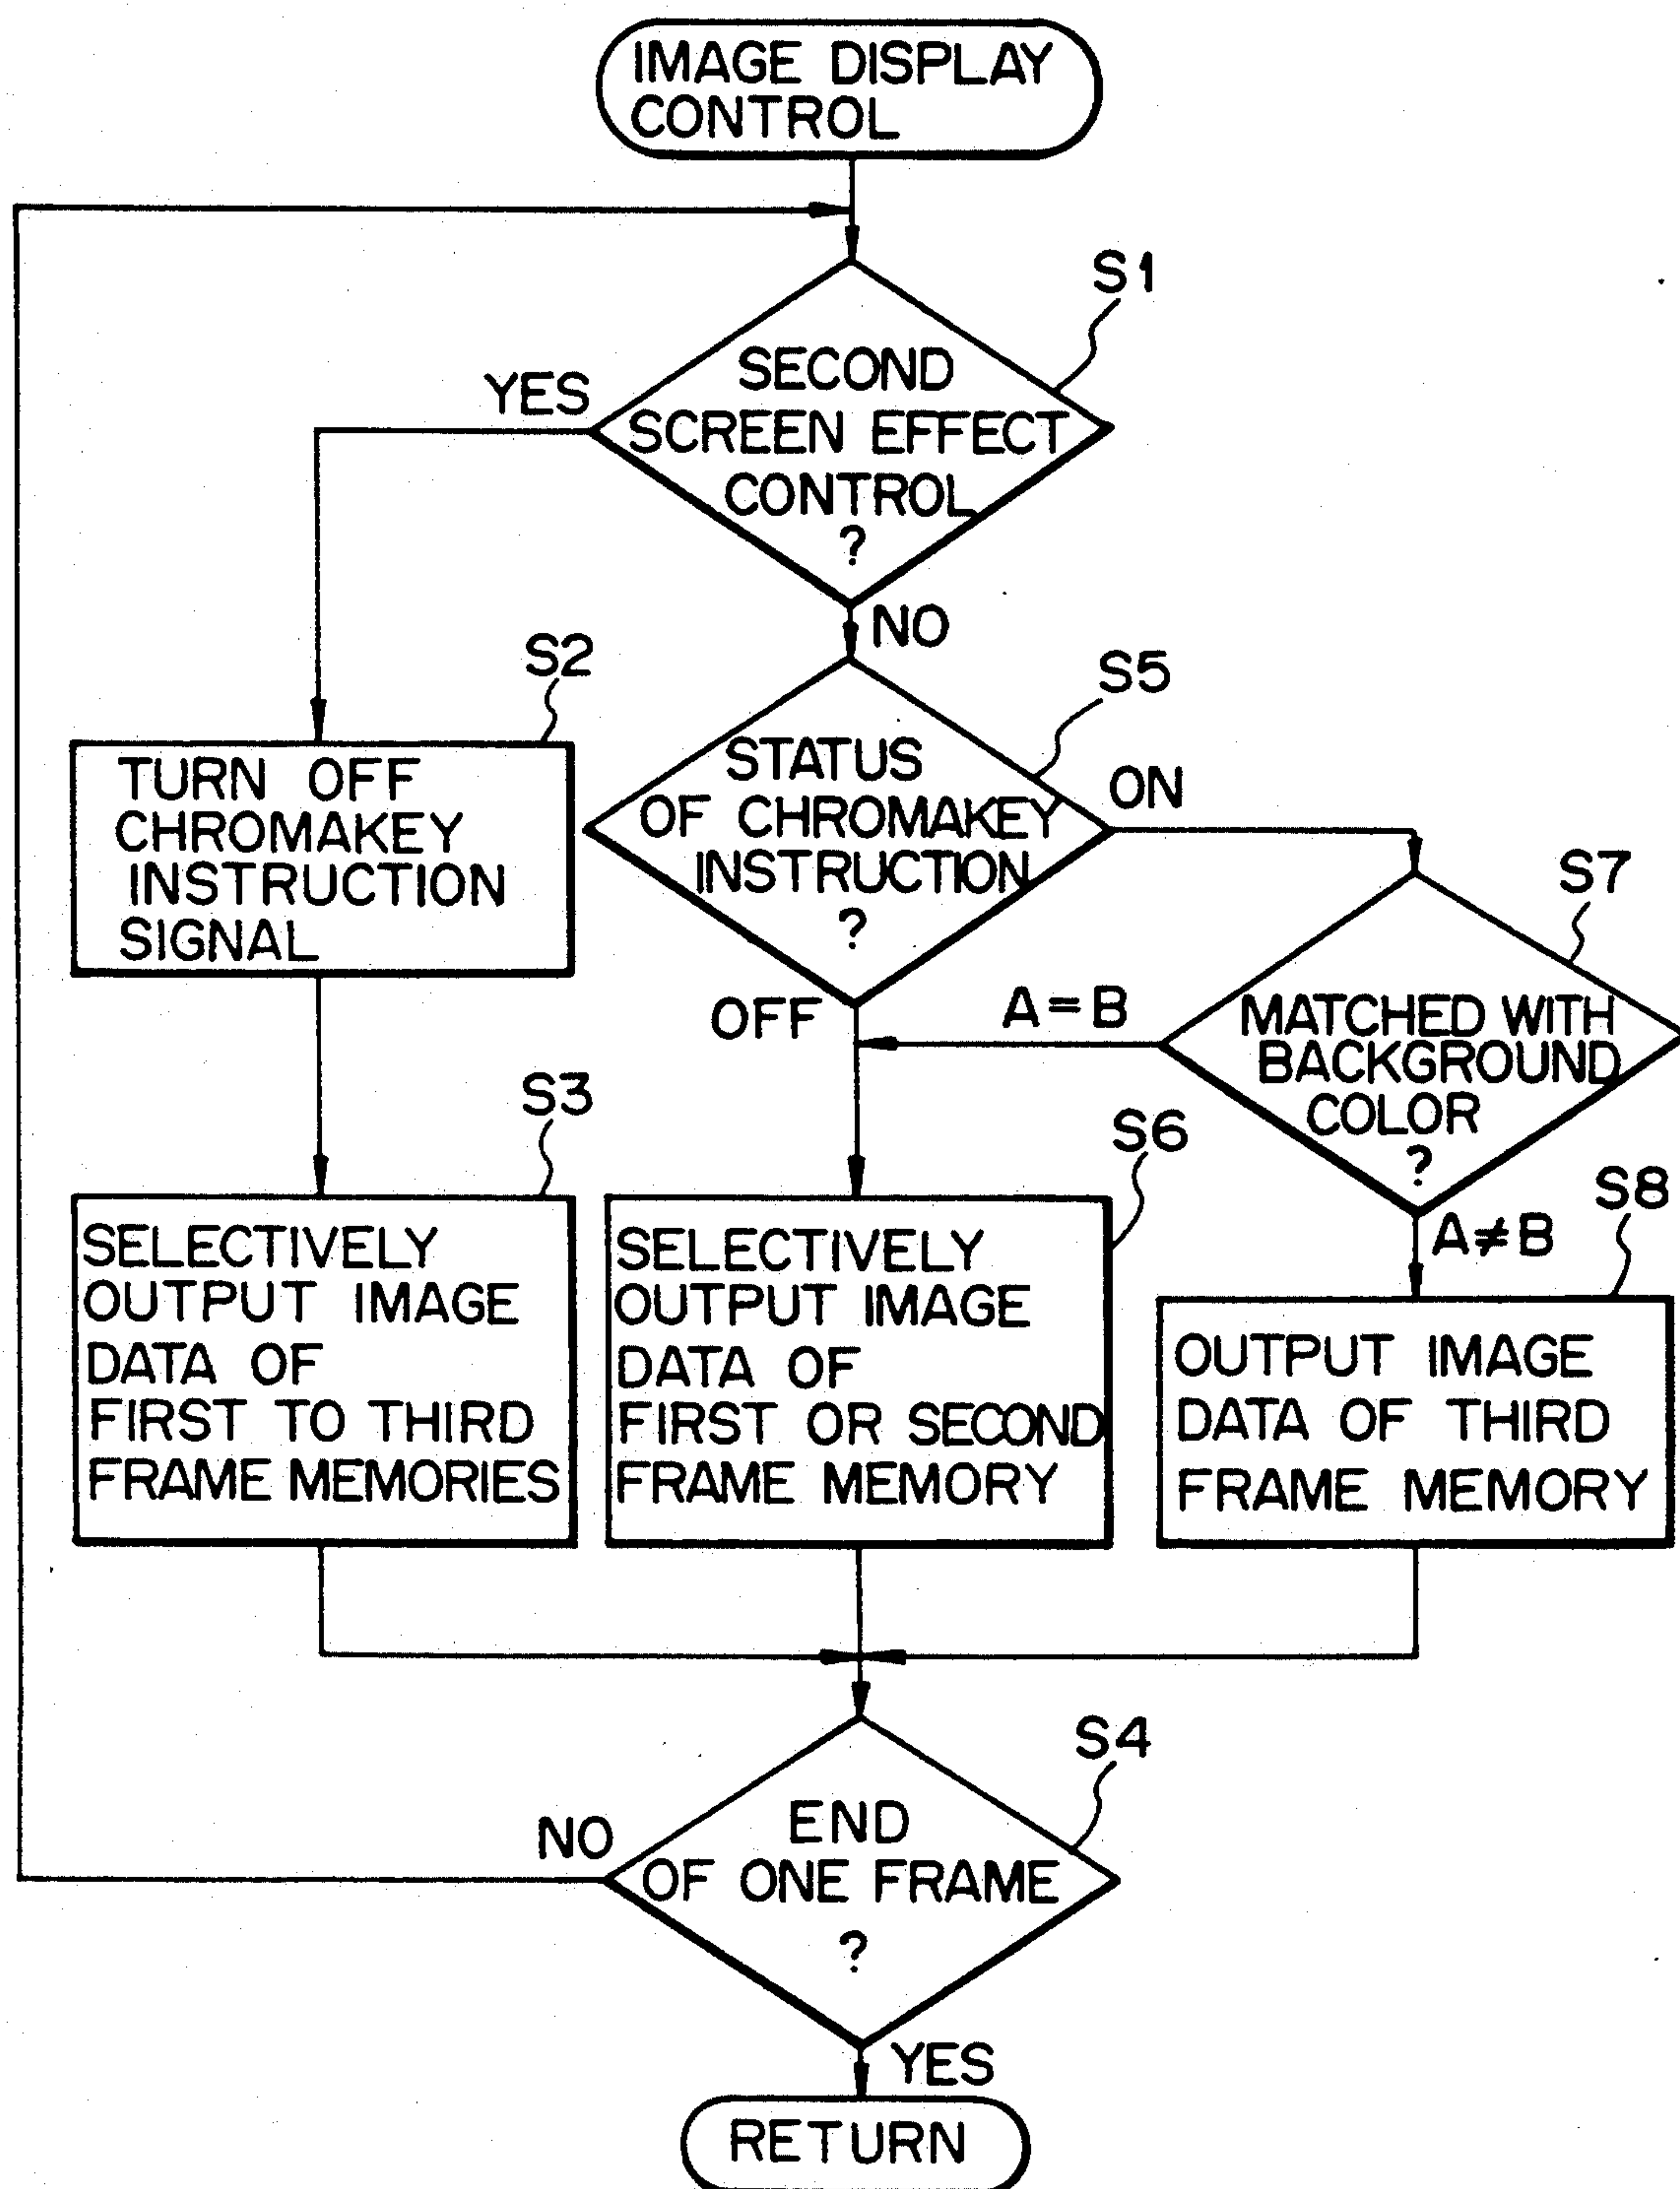 IMAGE DISPLAY
CONTROL
S1
SECOND
SCREEN EFFECT
CONTROL
?
YES
NO
S2
TURN OFF
CHROMAKEY
INSTRUCTION
SIGNAL
S5
STATUS
OF CHROMAKEY
INSTRUCTION
?
ON
OFF
S7
MATCHED WITH
BACKGROUND
COLOR
?
A=B
A≠B
S3
SELECTIVELY
OUTPUT IMAGE
DATA OF
FIRST TO THIRD
FRAME MEMORIES
S6
SELECTIVELY
OUTPUT IMAGE
DATA OF
FIRST OR SECOND
FRAME MEMORY
S8
OUTPUT IMAGE
DATA OF THIRD
FRAME MEMORY
S4
END
OF ONE FRAME
?
NO
YES
RETURN